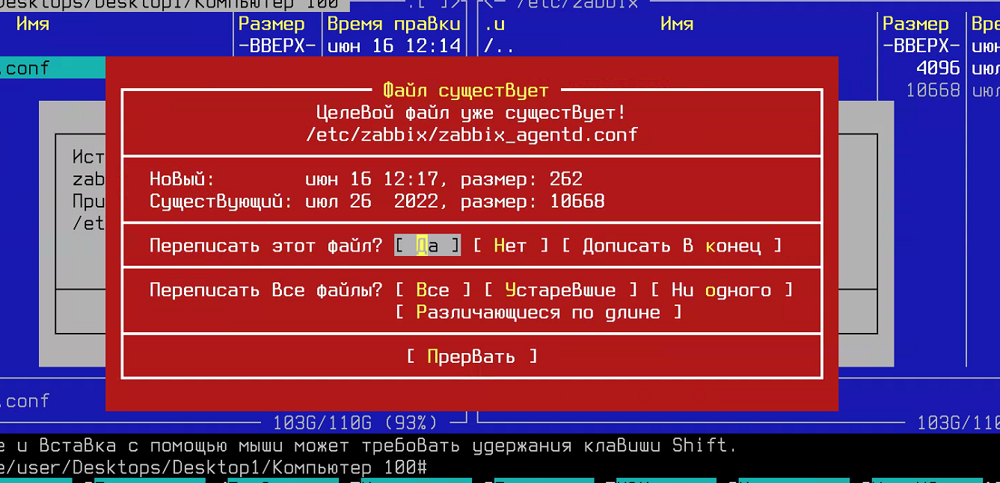 Desktops/Desktop1/Компьютер 100 .[ ]> <─ /etc/zabbix
Имя Размер Время правки .и Имя Размер Вре
-ВВЕРХ- июн 16 12:14 /.. -ВВЕРХ- июн
.conf 4096 июл
10668 июл
Файл существует
Целевой файл уже существует!
/etc/zabbix/zabbix_agentd.conf
Ист
zab Новый: июн 16 12:17, размер: 262
При Существующий: июл 26 2022, размер: 10668
/et
Переписать этот файл? [ Да ] [ Нет ] [ Дописать в конец ]
Переписать все файлы? [ Все ] [ Устаревшие ] [ Ни одного ]
[ Различающиеся по длине ]
[ Прервать ]
.conf
103G/110G (93%) 103G/110
е и Вставка с помощью мыши может требовать удержания клавиши Shift.
e/user/Desktops/Desktop1/Компьютер 100#